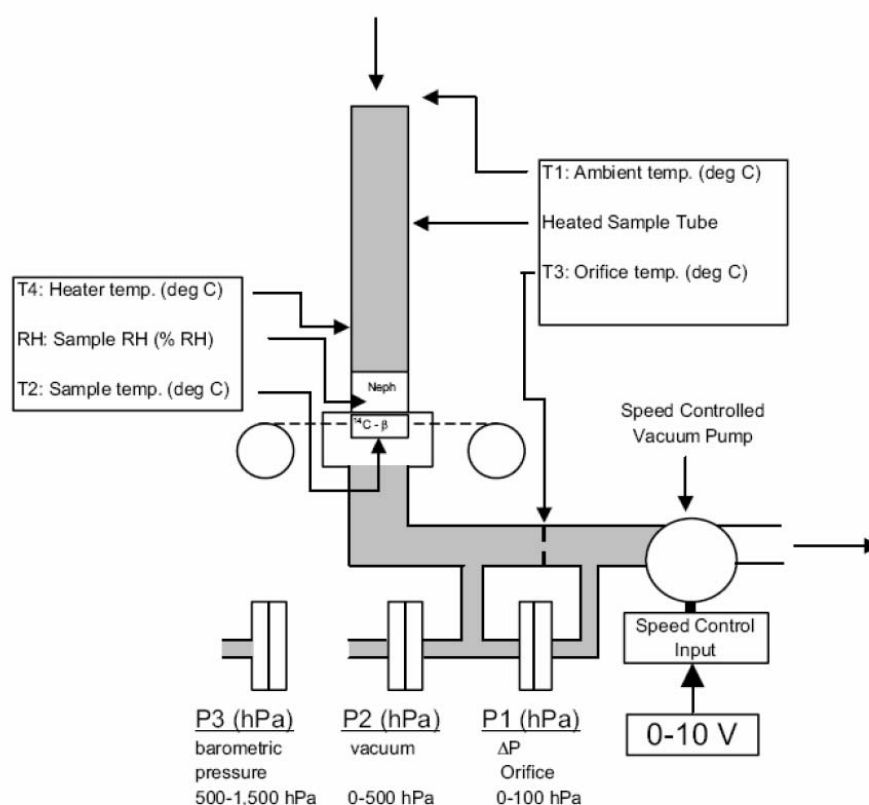 T1: Ambient temp. (deg C)
Heated Sample Tube
T3: Orifice temp. (deg C)
T4: Heater temp. (deg C)
RH: Sample RH (% RH)
T2: Sample temp. (deg C)
Neph
¹⁴C - β
Speed Controlled
Vacuum Pump
Speed Control
Input
0-10 V
P3 (hPa)
barometric
pressure
500-1,500 hPa
P2 (hPa)
vacuum
0-500 hPa
P1 (hPa)
ΔP
Orifice
0-100 hPa